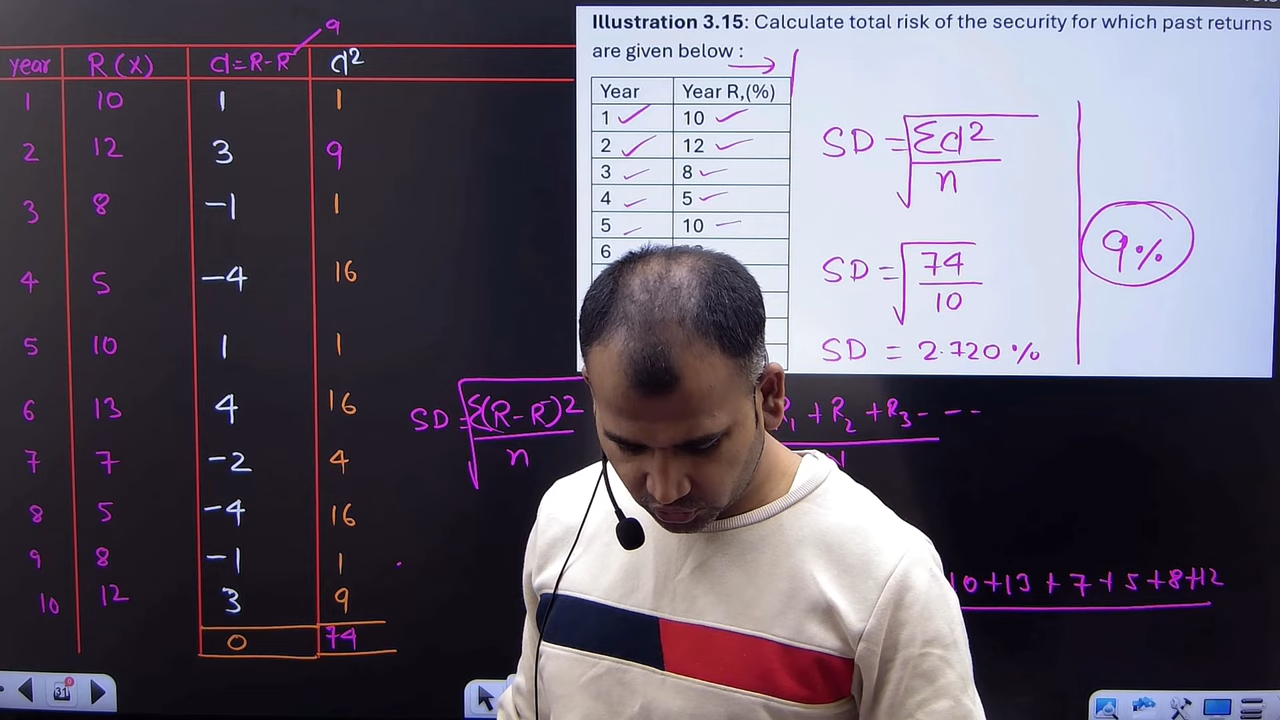 year R(x) d=R-R̄ 9 d²
1 10 1 1
2 12 3 9
3 8 -1 1
4 5 -4 16
5 10 1 1
6 13 4 16
7 7 -2 4
8 5 -4 16
9 8 -1 1
10 12 3 9
0 74
Illustration 3.15: Calculate total risk of the security for which past returns
are given below :
Year Year R,(%)
1 10
2 12
3 8
4 5
5 10
6
SD = √Σd²
n
SD = √74
10
SD = 2.720%
9%
SD = √Σ(R-R̄)²
n
R₁ + R₂ + R₃ - - -
10+13+7+5+8+12
31